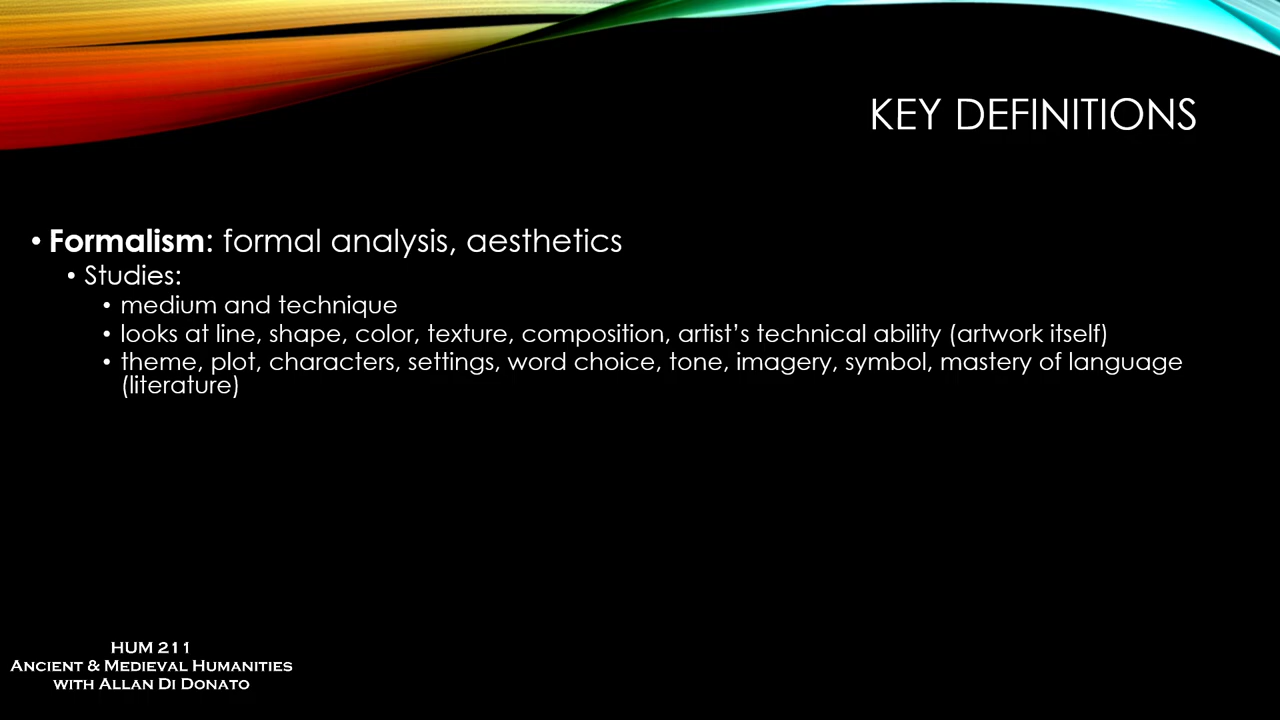 KEY DEFINITIONS
• Formalism: formal analysis, aesthetics
• Studies:
• medium and technique
• looks at line, shape, color, texture, composition, artist’s technical ability (artwork itself)
• theme, plot, characters, settings, word choice, tone, imagery, symbol, mastery of language
(literature)
HUM 211
Ancient & Medieval Humanities
with Allan Di Donato